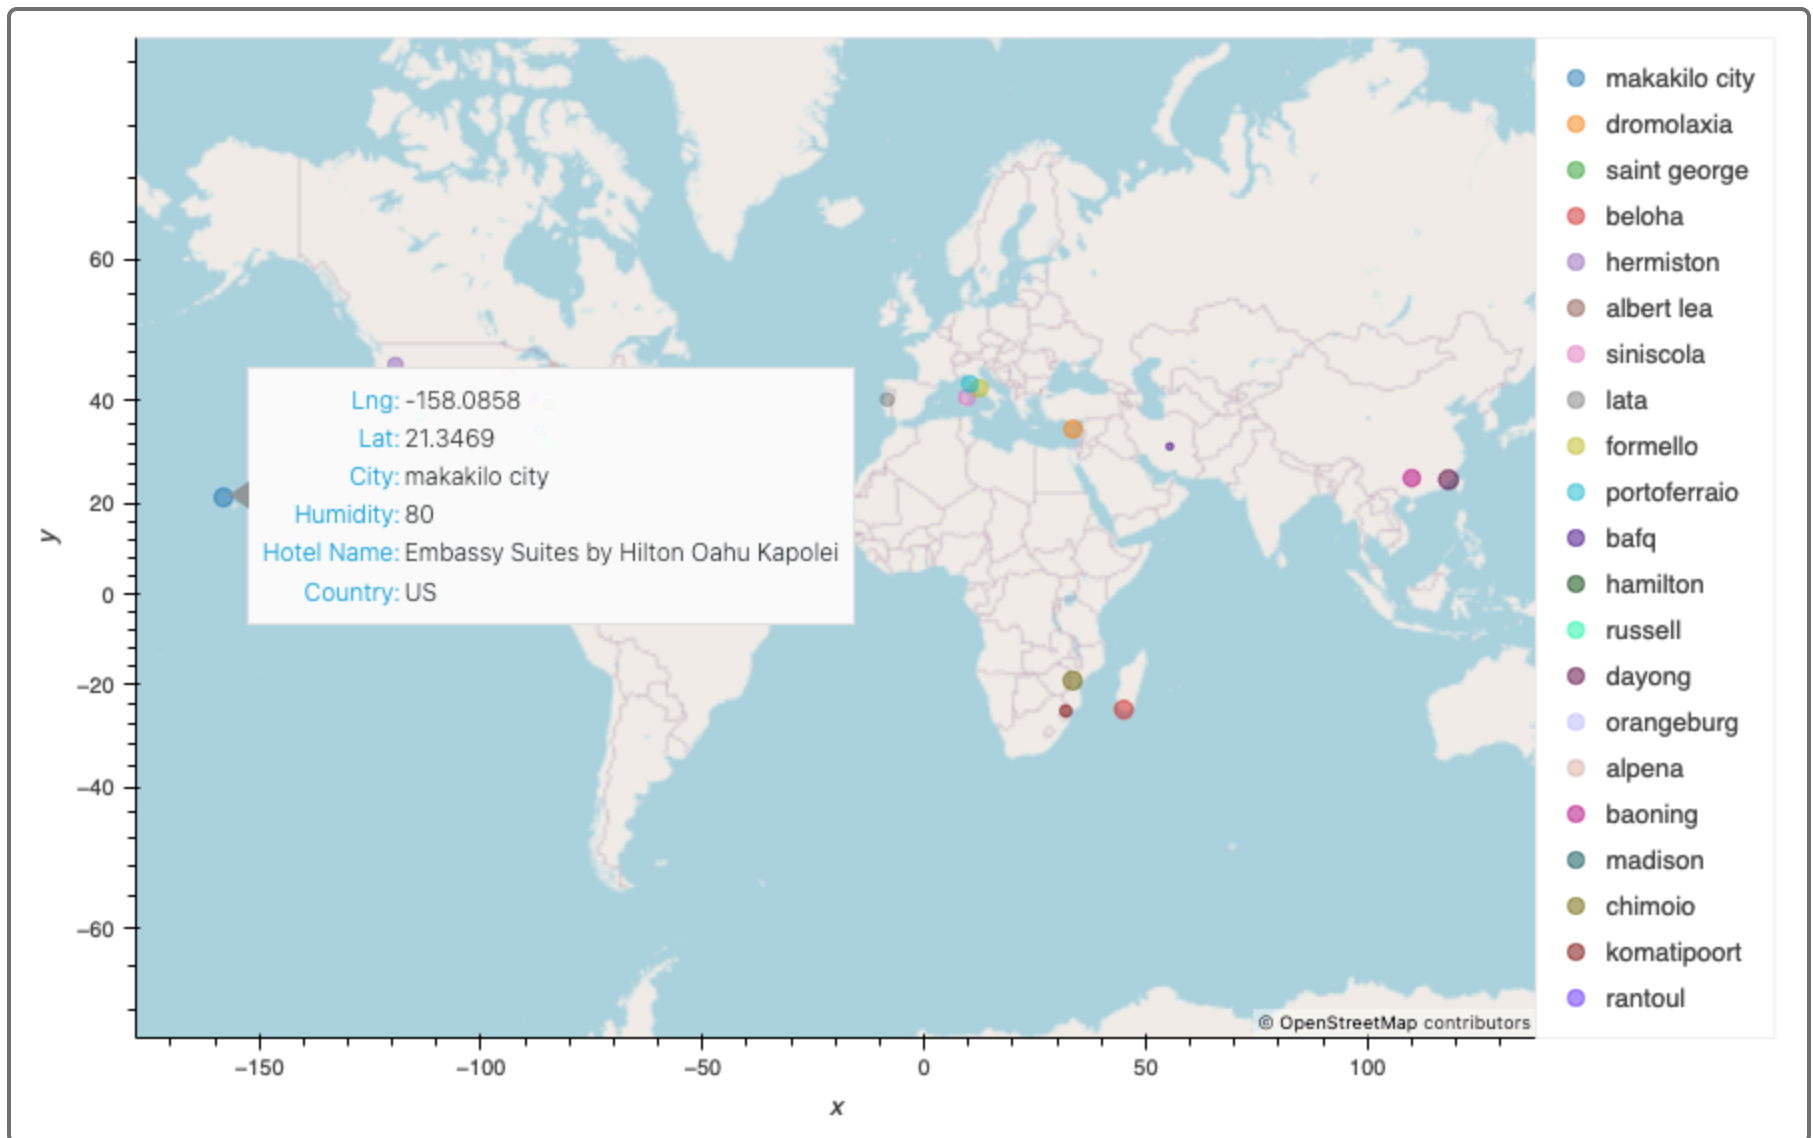 60
40
20
0
−20
−40
−60
y
Lng: -158.0858
Lat: 21.3469
City: makakilo city
Humidity: 80
Hotel Name: Embassy Suites by Hilton Oahu Kapolei
Country: US
© OpenStreetMap contributors
−150
−100
−50
0
50
100
x
makakilo city
dromolaxia
saint george
beloha
hermiston
albert lea
siniscola
lata
formello
portoferraio
bafq
hamilton
russell
dayong
orangeburg
alpena
baoning
madison
chimoio
komatipoort
rantoul